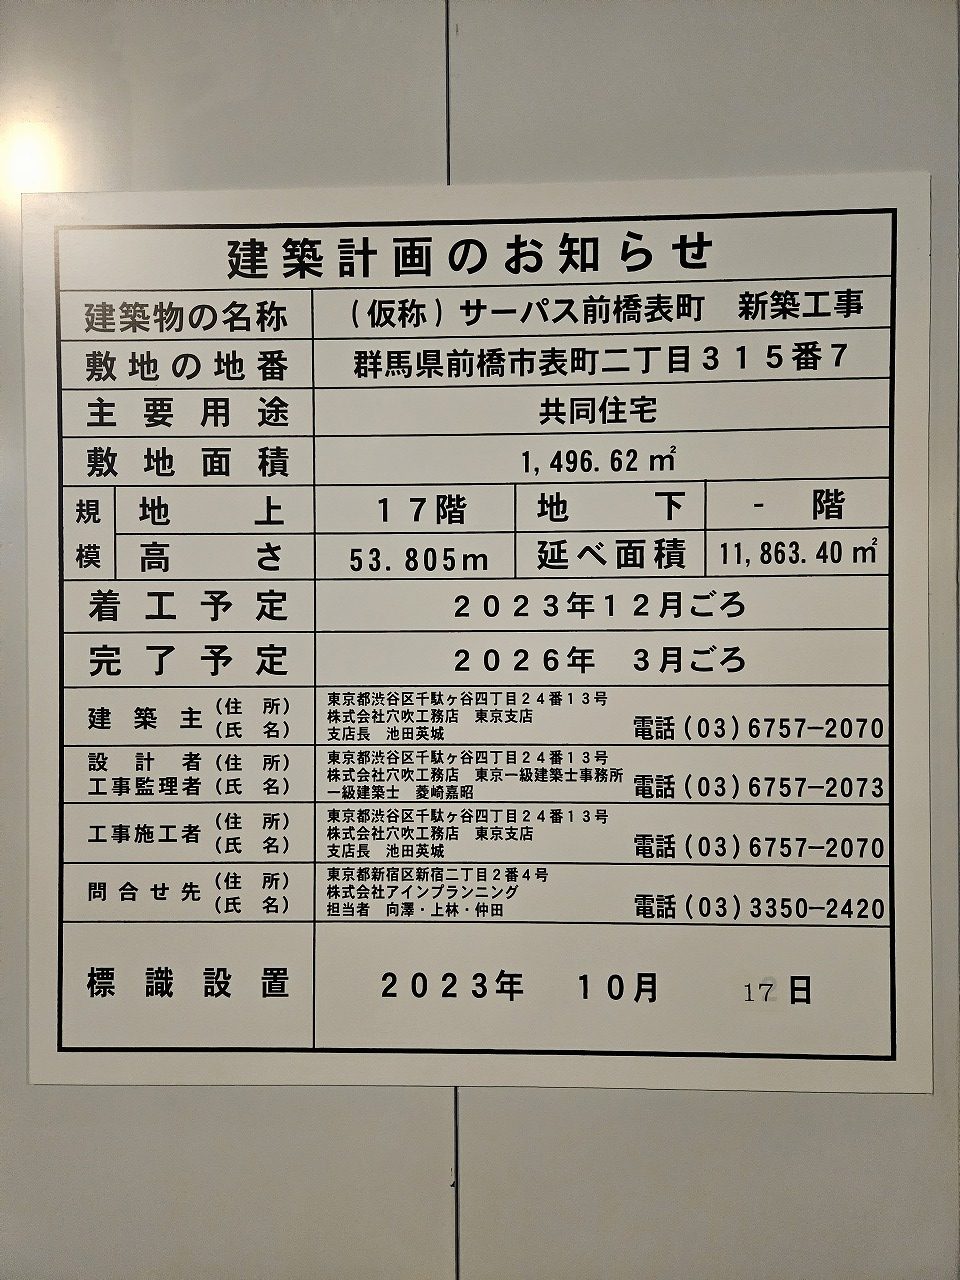 建築計画のお知らせ
建築物の名称 (仮称)サーパス前橋表町 新築工事
敷地の地番 群馬県前橋市表町二丁目315番7
主要用途 共同住宅
敷地面積 1,496.62㎡
規模 地上 17階 地下 - 階
高さ 53.805m 延べ面積 11,863.40㎡
着工予定 2023年12月ごろ
完了予定 2026年 3月ごろ
建築主 (住所) (氏名)
東京都渋谷区千駄ヶ谷四丁目24番13号
株式会社穴吹工務店 東京支店
支店長 池田英城 電話(03)6757-2070
設計者 (住所)
工事監理者 (氏名)
東京都渋谷区千駄ヶ谷四丁目24番13号
株式会社穴吹工務店 東京一級建築士事務所
一級建築士 菱崎嘉昭 電話(03)6757-2073
工事施工者 (住所) (氏名)
東京都渋谷区千駄ヶ谷四丁目24番13号
株式会社穴吹工務店 東京支店
支店長 池田英城 電話(03)6757-2070
問合せ先 (住所) (氏名)
東京都新宿区新宿二丁目2番4号
株式会社アインプランニング
担当者 向澤・上林・仲田 電話(03)3350-2420
標識設置 2023年 10月 17日